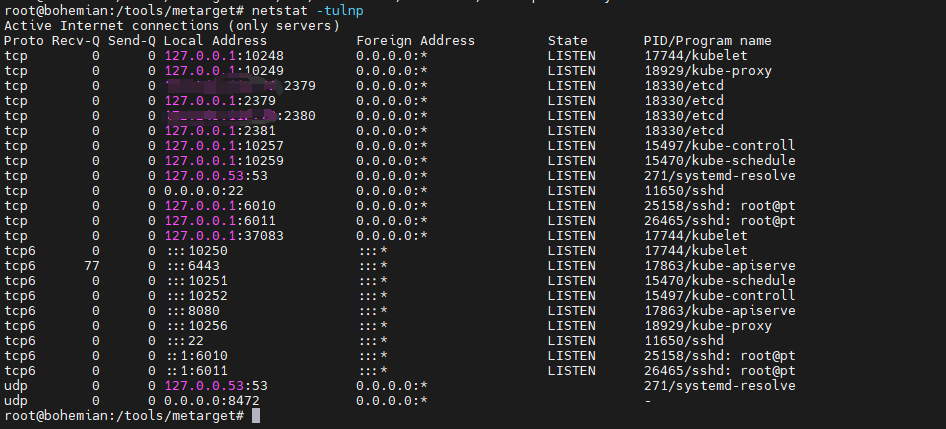 root@bohemian:/tools/metarget# netstat -tulnp
Active Internet connections (only servers)
Proto Recv-Q Send-Q Local Address           Foreign Address         State       PID/Program name
tcp        0      0 127.0.0.1:10248         0.0.0.0:*               LISTEN      17744/kubelet
tcp        0      0 127.0.0.1:10249         0.0.0.0:*               LISTEN      18929/kube-proxy
tcp        0      0 :2379      0.0.0.0:*               LISTEN      18330/etcd
tcp        0      0 127.0.0.1:2379          0.0.0.0:*               LISTEN      18330/etcd
tcp        0      0 :2380      0.0.0.0:*               LISTEN      18330/etcd
tcp        0      0 127.0.0.1:2381          0.0.0.0:*               LISTEN      18330/etcd
tcp        0      0 127.0.0.1:10257         0.0.0.0:*               LISTEN      15497/kube-controll
tcp        0      0 127.0.0.1:10259         0.0.0.0:*               LISTEN      15470/kube-schedule
tcp        0      0 127.0.0.53:53           0.0.0.0:*               LISTEN      271/systemd-resolve
tcp        0      0 0.0.0.0:22              0.0.0.0:*               LISTEN      11650/sshd
tcp        0      0 127.0.0.1:6010          0.0.0.0:*               LISTEN      25158/sshd: root@pt
tcp        0      0 127.0.0.1:6011          0.0.0.0:*               LISTEN      26465/sshd: root@pt
tcp        0      0 127.0.0.1:37083         0.0.0.0:*               LISTEN      17744/kubelet
tcp6       0      0 :::10250                :::*                    LISTEN      17744/kubelet
tcp6      77      0 :::6443                 :::*                    LISTEN      17863/kube-apiserve
tcp6       0      0 :::10251                :::*                    LISTEN      15470/kube-schedule
tcp6       0      0 :::10252                :::*                    LISTEN      15497/kube-controll
tcp6       0      0 :::8080                 :::*                    LISTEN      17863/kube-apiserve
tcp6       0      0 :::10256                :::*                    LISTEN      18929/kube-proxy
tcp6       0      0 :::22                   :::*                    LISTEN      11650/sshd
tcp6       0      0 ::1:6010                :::*                    LISTEN      25158/sshd: root@pt
tcp6       0      0 ::1:6011                :::*                    LISTEN      26465/sshd: root@pt
udp        0      0 127.0.0.53:53           0.0.0.0:*                           271/systemd-resolve
udp        0      0 0.0.0.0:8472            0.0.0.0:*                           -
root@bohemian:/tools/metarget#